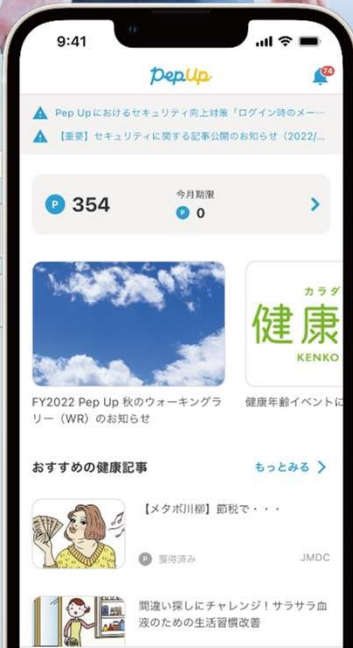 9:41
PepUp
74
Pep Upにおけるセキュリティ向上対策「ログイン時のメー…
【重要】セキュリティに関する記事公開のお知らせ（2022/…
P 354
今月期限
P 0
カラダ
健康
KENKO
FY2022 Pep Up 秋のウォーキングラ
リー（WR）のお知らせ
健康年齢イベントに
おすすめの健康記事
もっとみる
【メタボ川柳】節税で・・・
P 獲得済み
JMDC
間違い探しにチャレンジ！サラサラ血
液のための生活習慣改善